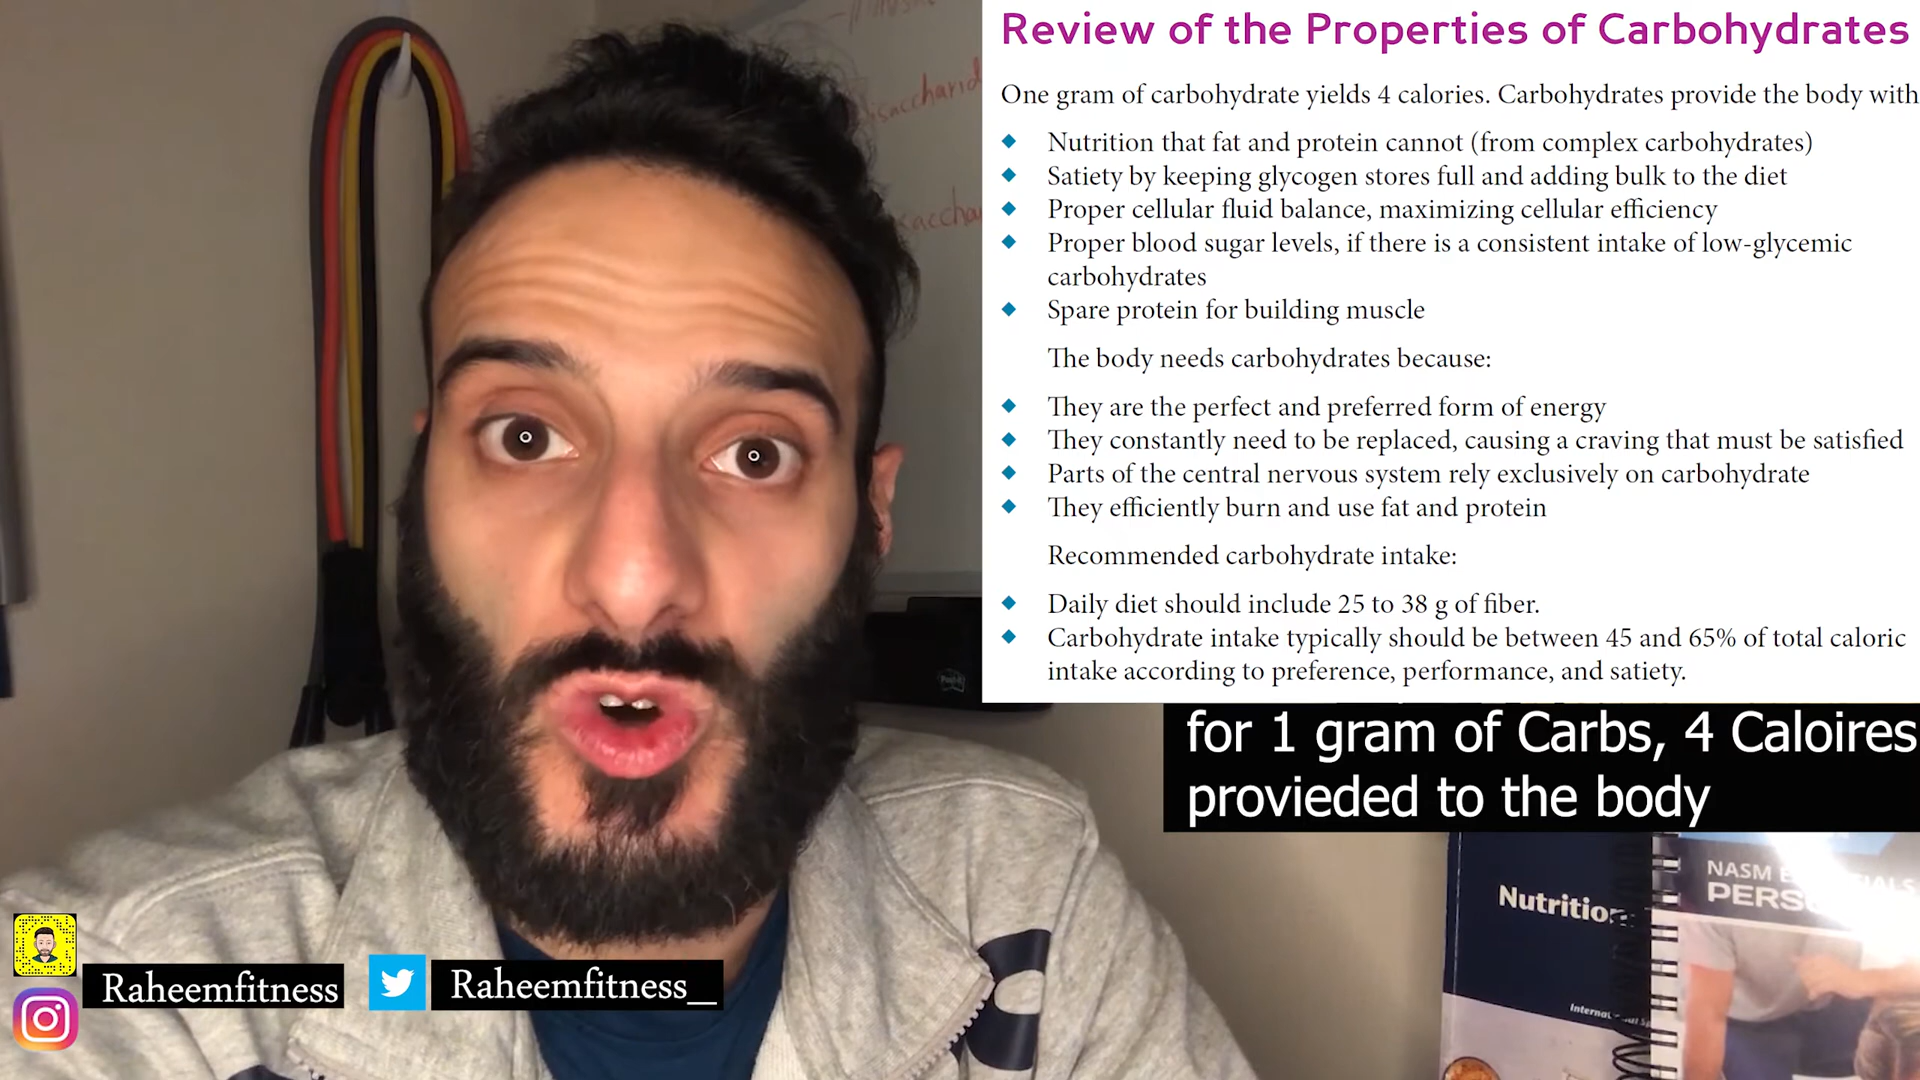 Review of the Properties of Carbohydrates
One gram of carbohydrate yields 4 calories. Carbohydrates provide the body with
Nutrition that fat and protein cannot (from complex carbohydrates)
Satiety by keeping glycogen stores full and adding bulk to the diet
Proper cellular fluid balance, maximizing cellular efficiency
Proper blood sugar levels, if there is a consistent intake of low-glycemic
carbohydrates
Spare protein for building muscle
The body needs carbohydrates because:
They are the perfect and preferred form of energy
They constantly need to be replaced, causing a craving that must be satisfied
Parts of the central nervous system rely exclusively on carbohydrate
They efficiently burn and use fat and protein
Recommended carbohydrate intake:
Daily diet should include 25 to 38 g of fiber.
Carbohydrate intake typically should be between 45 and 65% of total caloric
intake according to preference, performance, and satiety.
for 1 gram of Carbs, 4 Caloires
provieded to the body
NASM
Nutrition
Raheemfitness
Raheemfitness_